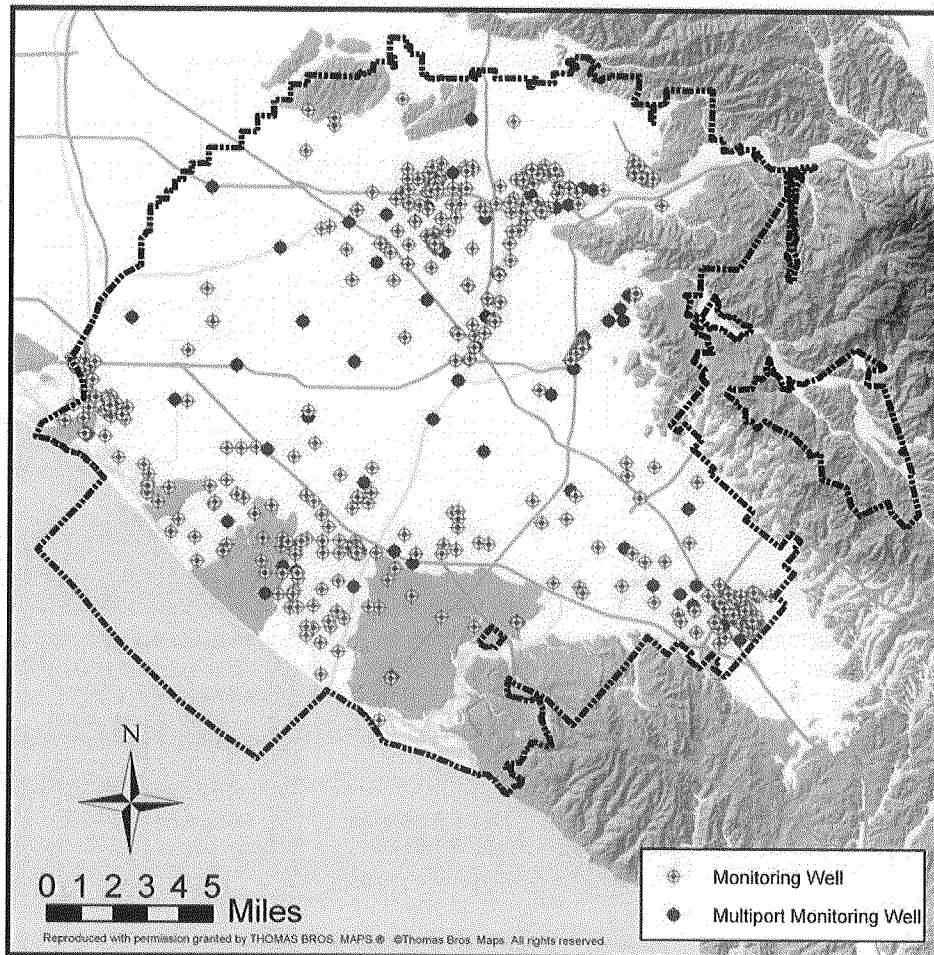 N
0 1 2 3 4 5
Miles
Reproduced with permission granted by THOMAS BROS. MAPS.® ©Thomas Bros. Maps. All rights reserved.
Monitoring Well
Multiport Monitoring Well